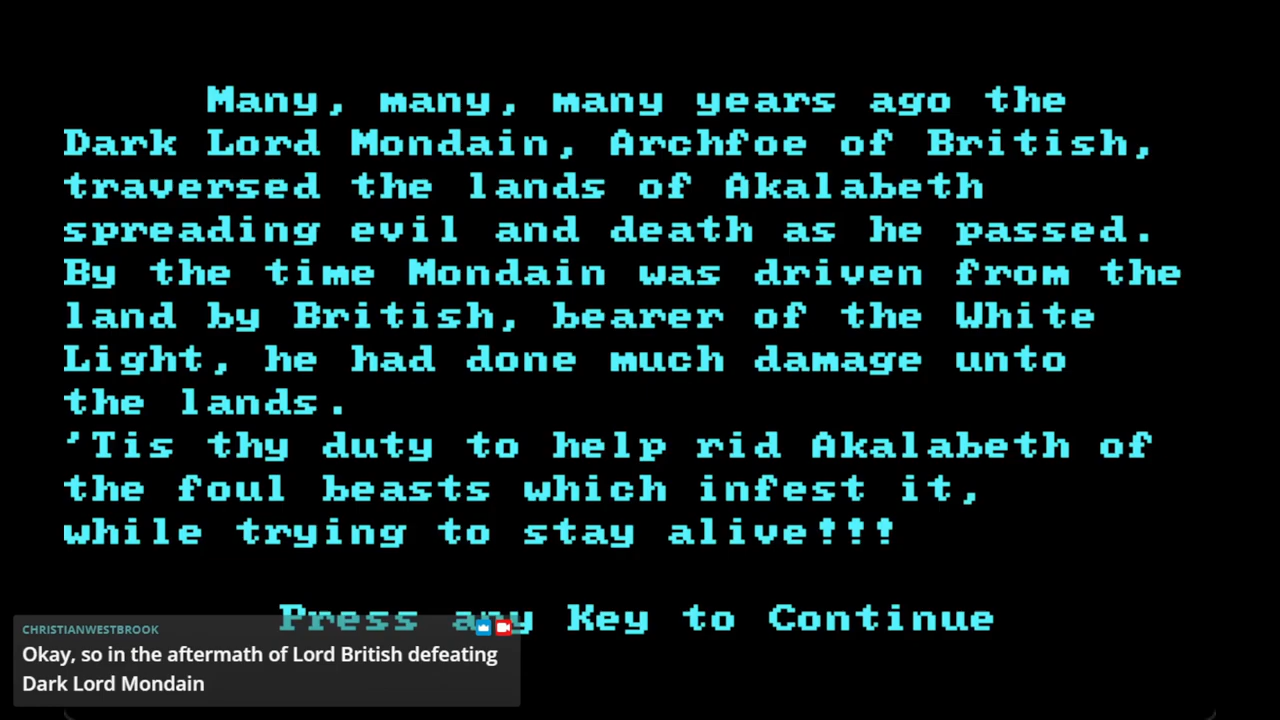 Many, many, many years ago the
Dark Lord Mondain, Archfoe of British,
traversed the lands of Akalabeth
spreading evil and death as he passed.
By the time Mondain was driven from the
land by British, bearer of the White
Light, he had done much damage unto
the lands.
'Tis thy duty to help rid Akalabeth of
the foul beasts which infest it,
while trying to stay alive!!!
Press any Key to Continue
CHRISTIANWESTBROOK
Okay, so in the aftermath of Lord British defeating
Dark Lord Mondain